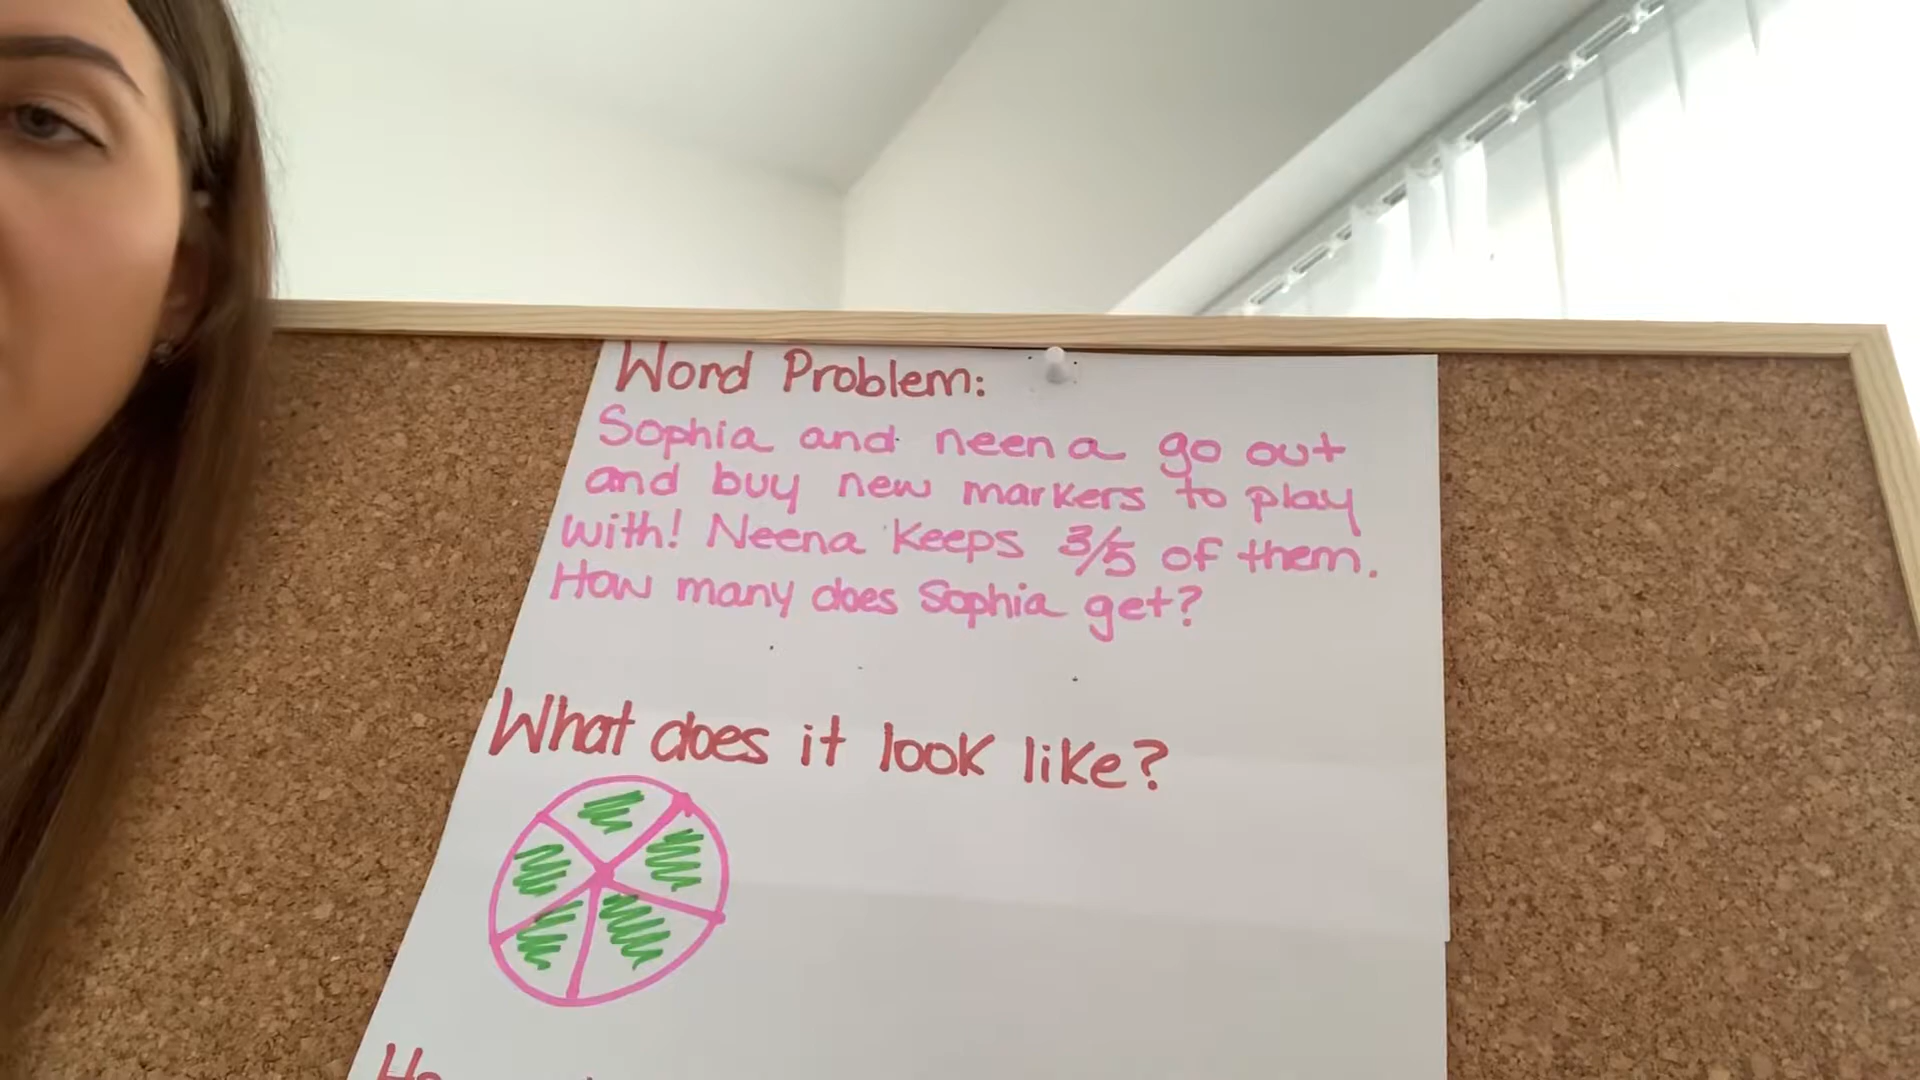 Word Problem:
Sophia and neena go out
and buy new markers to play
with! Neena Keeps 3/5 of them.
How many does Sophia get?
What does it look like?